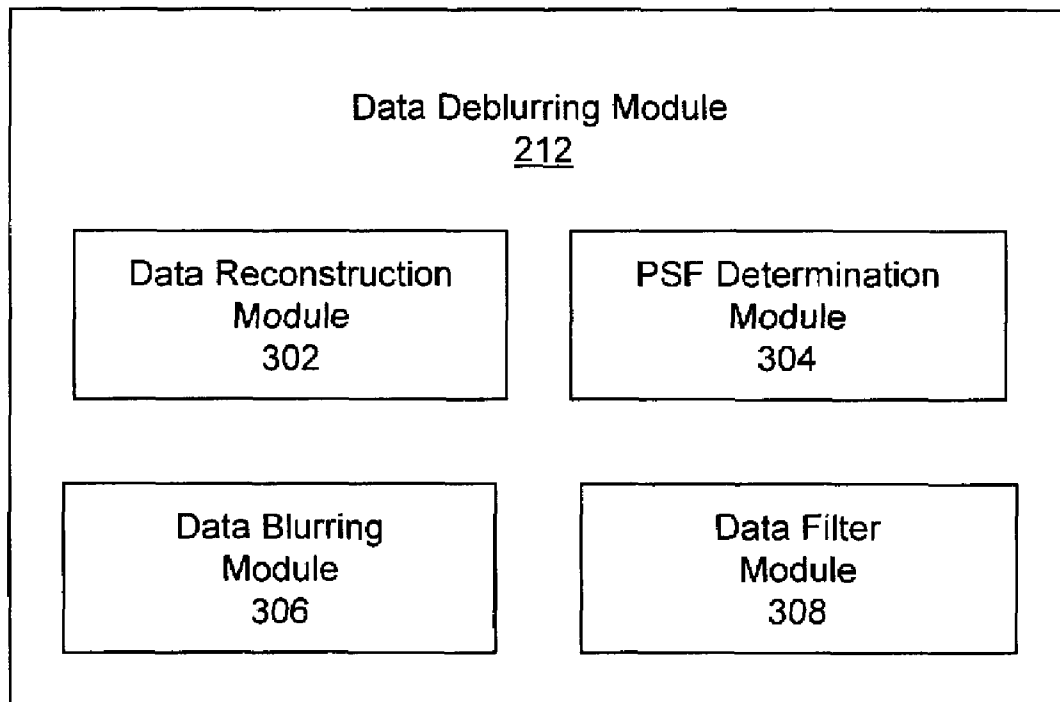 Data Deblurring Module
212
Data Reconstruction
Module
302
PSF Determination
Module
304
Data Blurring
Module
306
Data Filter
Module
308